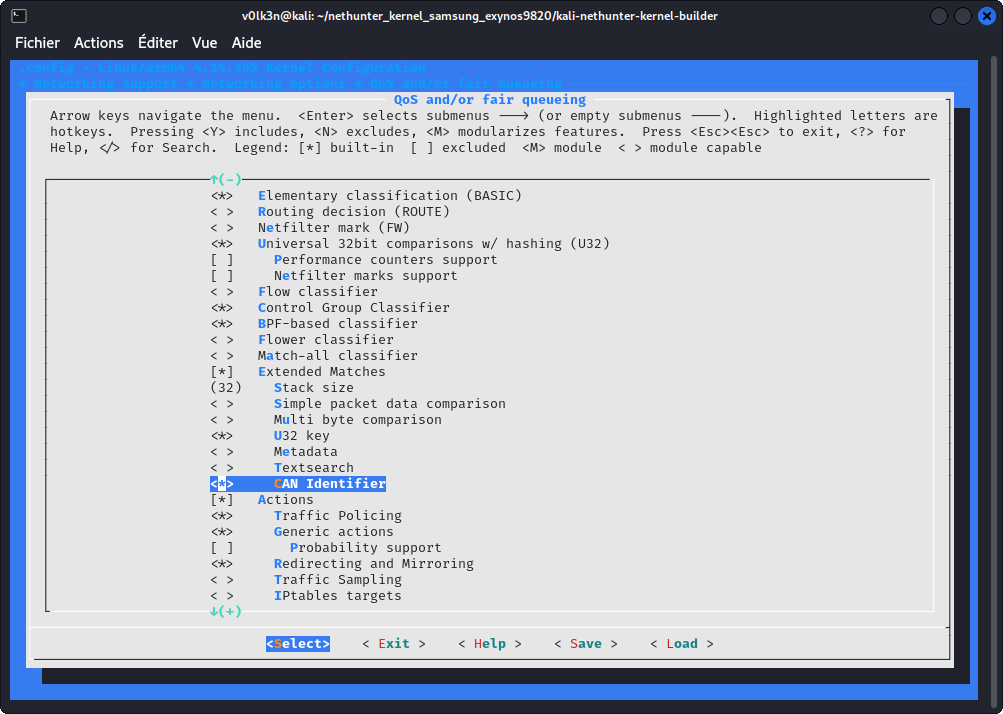 v0lk3n@kali: ~/nethunter_kernel_samsung_exynos9820/kali-nethunter-kernel-builder
Fichier Actions Éditer Vue Aide
.config - Linux/arm64 4.14.355 Kernel Configuration
→ Networking support → Networking options → QoS and/or fair queueing
QoS and/or fair queueing
Arrow keys navigate the menu. <Enter> selects submenus ---> (or empty submenus ----). Highlighted letters are
hotkeys. Pressing <Y> includes, <N> excludes, <M> modularizes features. Press <Esc><Esc> to exit, <?> for
Help, </> for Search. Legend: [*] built-in [ ] excluded <M> module < > module capable
↑(-)
<*> Elementary classification (BASIC)
< > Routing decision (ROUTE)
< > Netfilter mark (FW)
<*> Universal 32bit comparisons w/ hashing (U32)
[ ] Performance counters support
[ ] Netfilter marks support
< > Flow classifier
<*> Control Group Classifier
<*> BPF-based classifier
< > Flower classifier
< > Match-all classifier
[*] Extended Matches
(32) Stack size
< > Simple packet data comparison
< > Multi byte comparison
<*> U32 key
< > Metadata
< > Textsearch
<*> CAN Identifier
[*] Actions
<*> Traffic Policing
<*> Generic actions
[ ] Probability support
<*> Redirecting and Mirroring
< > Traffic Sampling
< > IPtables targets
↓(+)
<Select> < Exit > < Help > < Save > < Load >